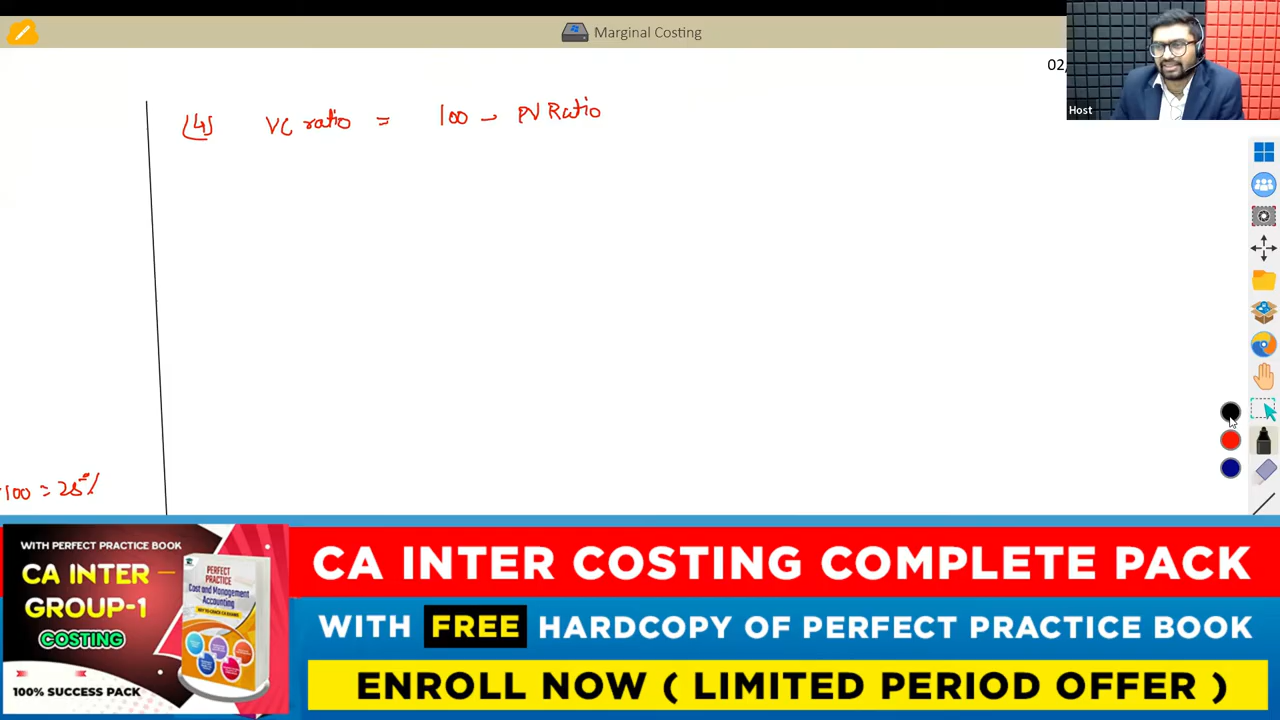 Marginal Costing
02/
Host
(4) VC ratio = 100 - PV Ratio
100 = 25%
WITH PERFECT PRACTICE BOOK
CA INTER
GROUP-1
COSTING
100% SUCCESS PACK
PERFECT
PRACTICE
Cost and Management
Accounting
CA INTER COSTING COMPLETE PACK
WITH FREE HARDCOPY OF PERFECT PRACTICE BOOK
ENROLL NOW ( LIMITED PERIOD OFFER )